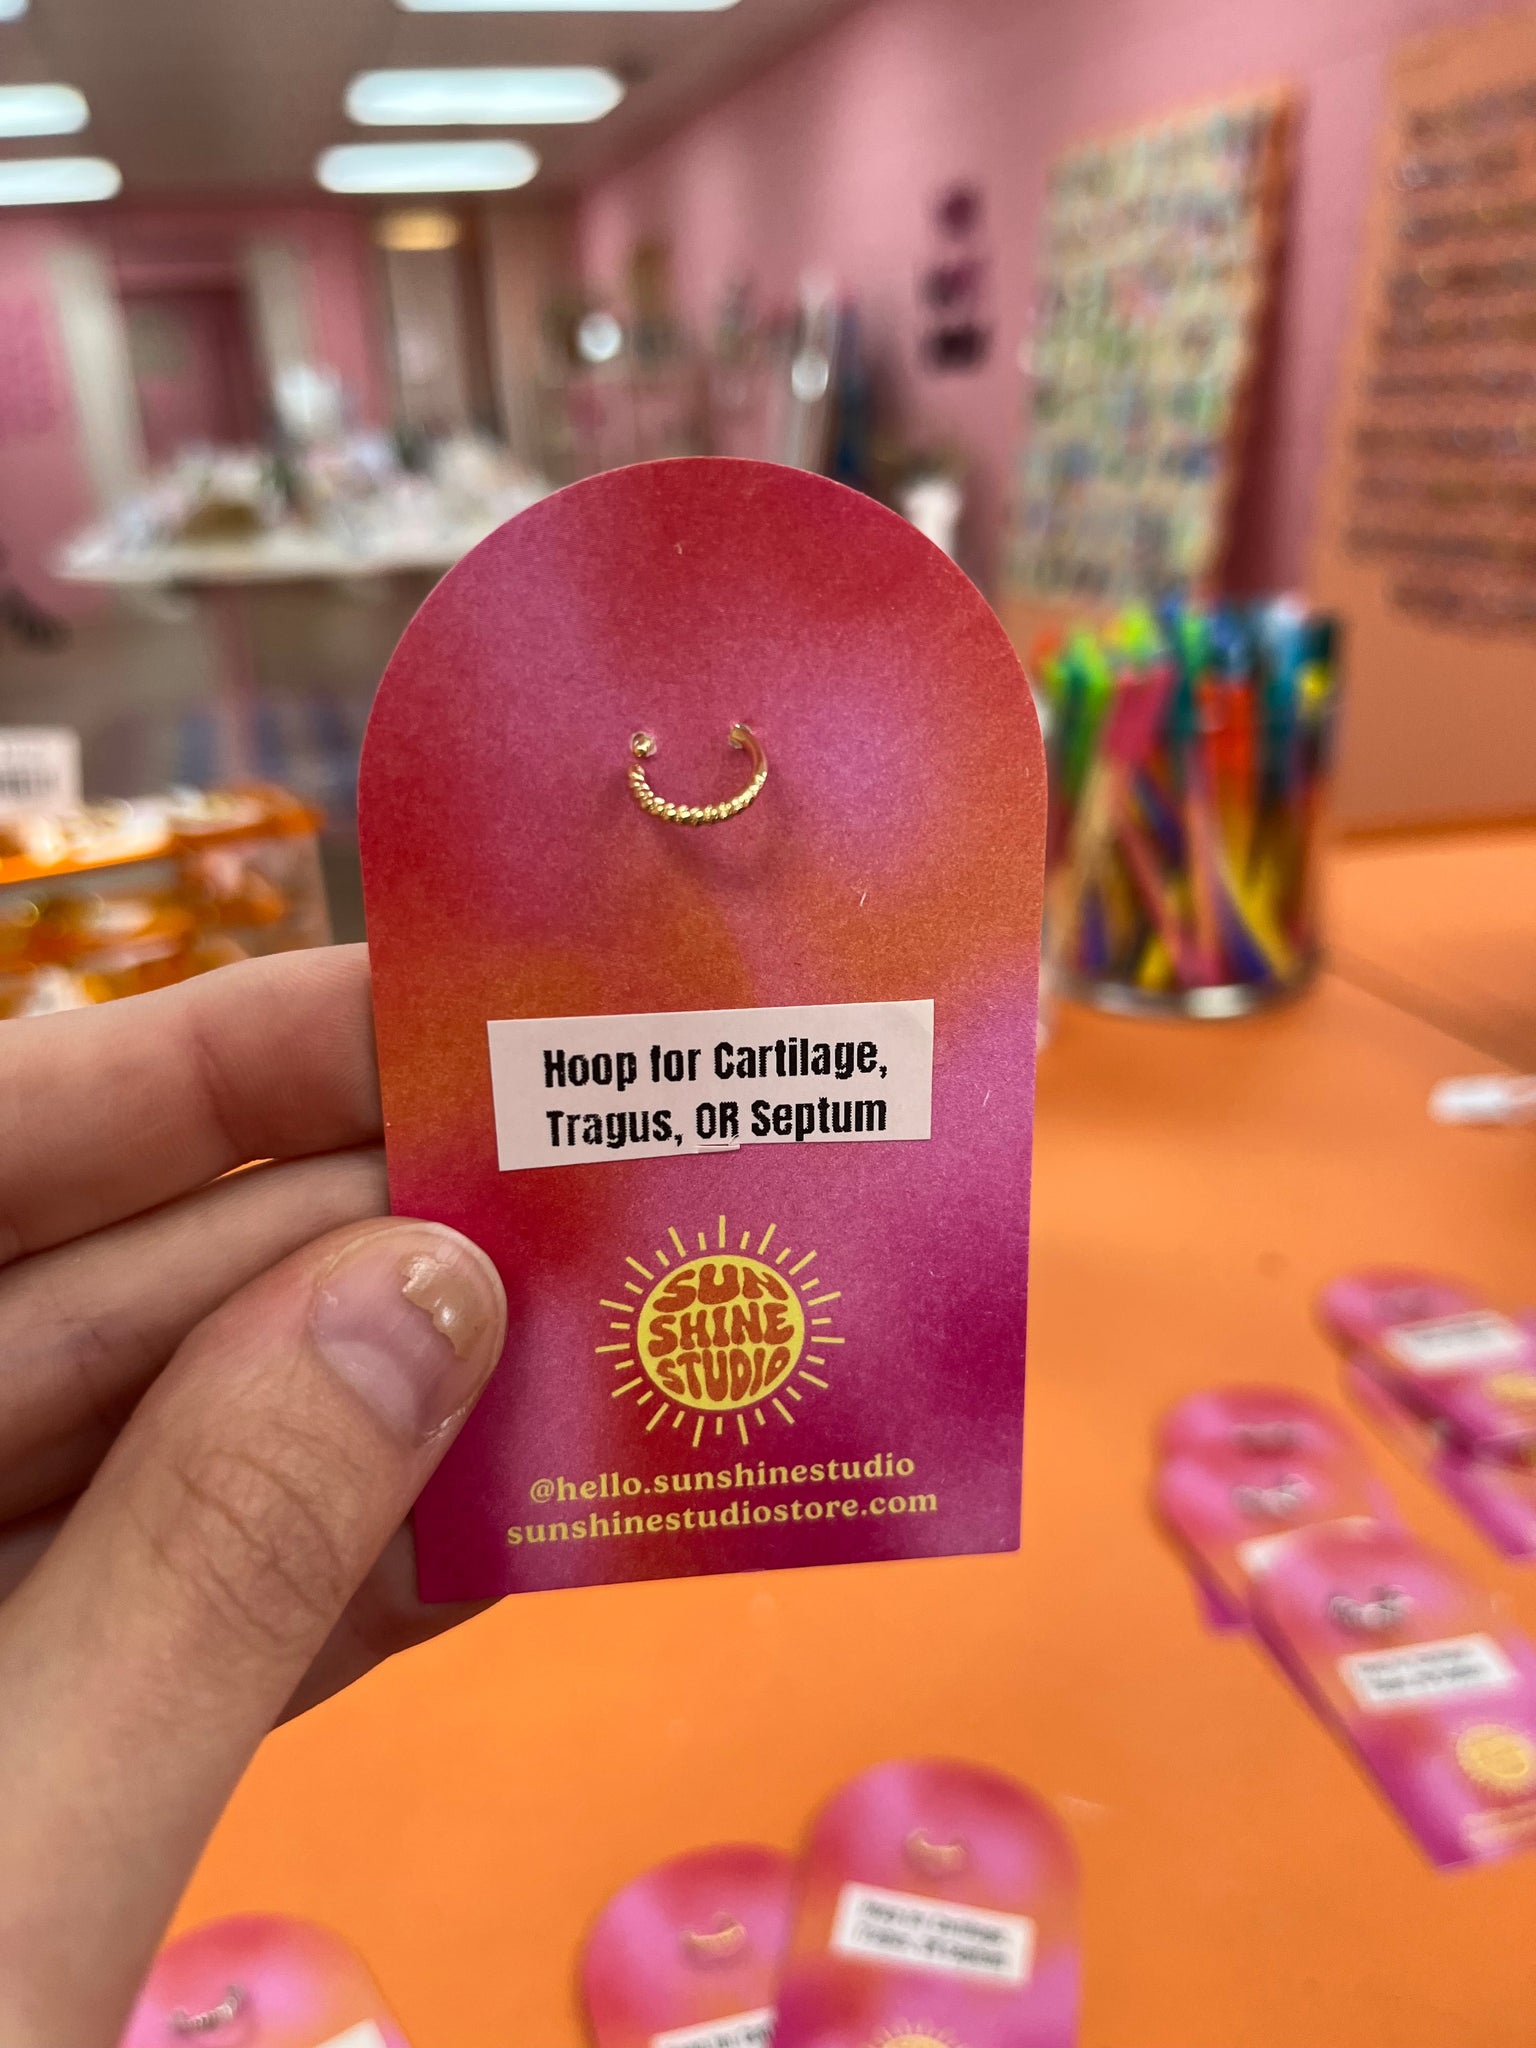 Hoop for Cartilage,
Tragus, OR Septum
SUN
SHINE
STUDIO
@hello.sunshinestudio
sunshinestudiostore.com